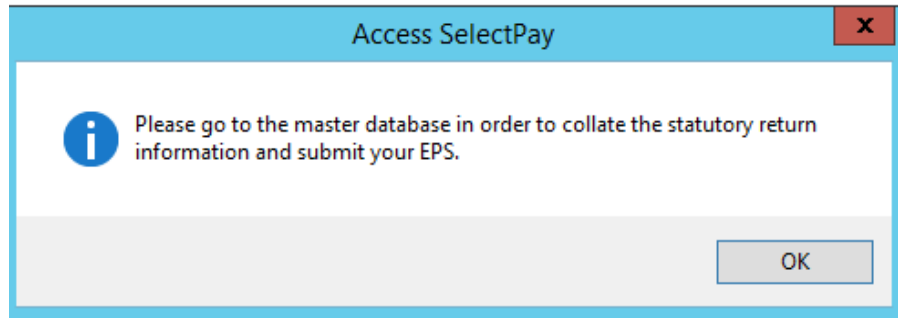 Access SelectPay
x
Please go to the master database in order to collate the statutory return
information and submit your EPS.
OK